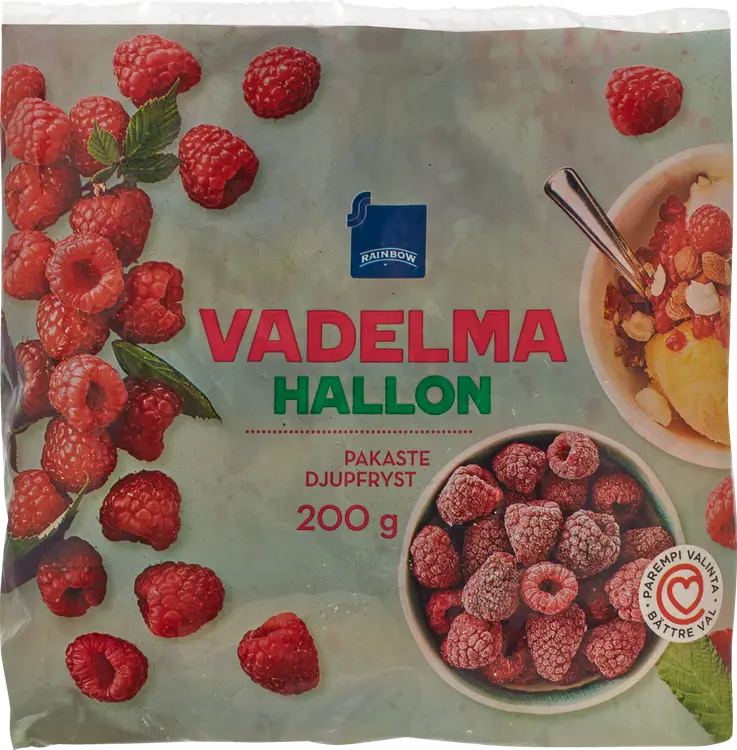 RAINBOW
VADELMA
HALLON
PAKASTE
DJUPFRYST
200 g
PAREMPI VALINTA
BÄTTRE VAL